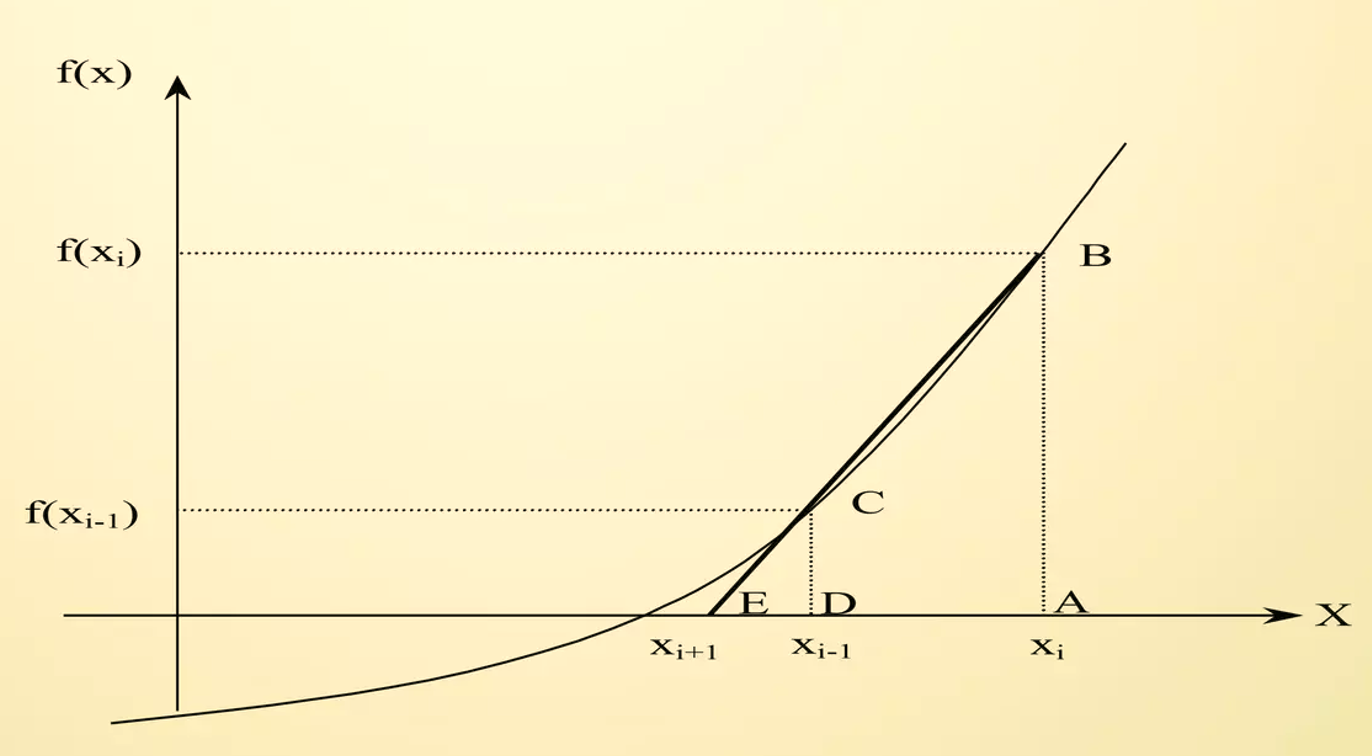 f(x)
f(xᵢ)
B
f(xᵢ₋₁)
C
E D A
X
xᵢ₊₁ xᵢ₋₁ xᵢ